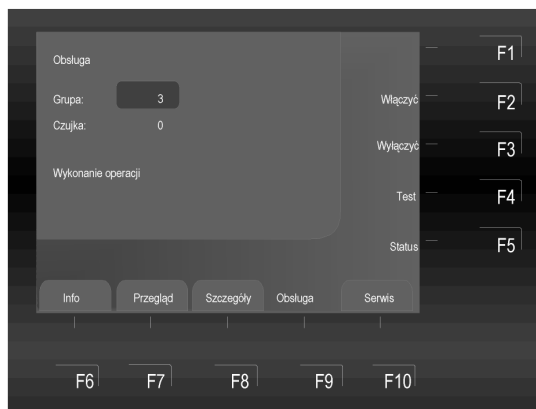 Obsługa
F1
Grupa: 3
Włączyć F2
Czujka: 0
Wyłączyć F3
Wykonanie operacji
Test F4
Status F5
Info Przegląd Szczegóły Obsługa Serwis
F6 F7 F8 F9 F10